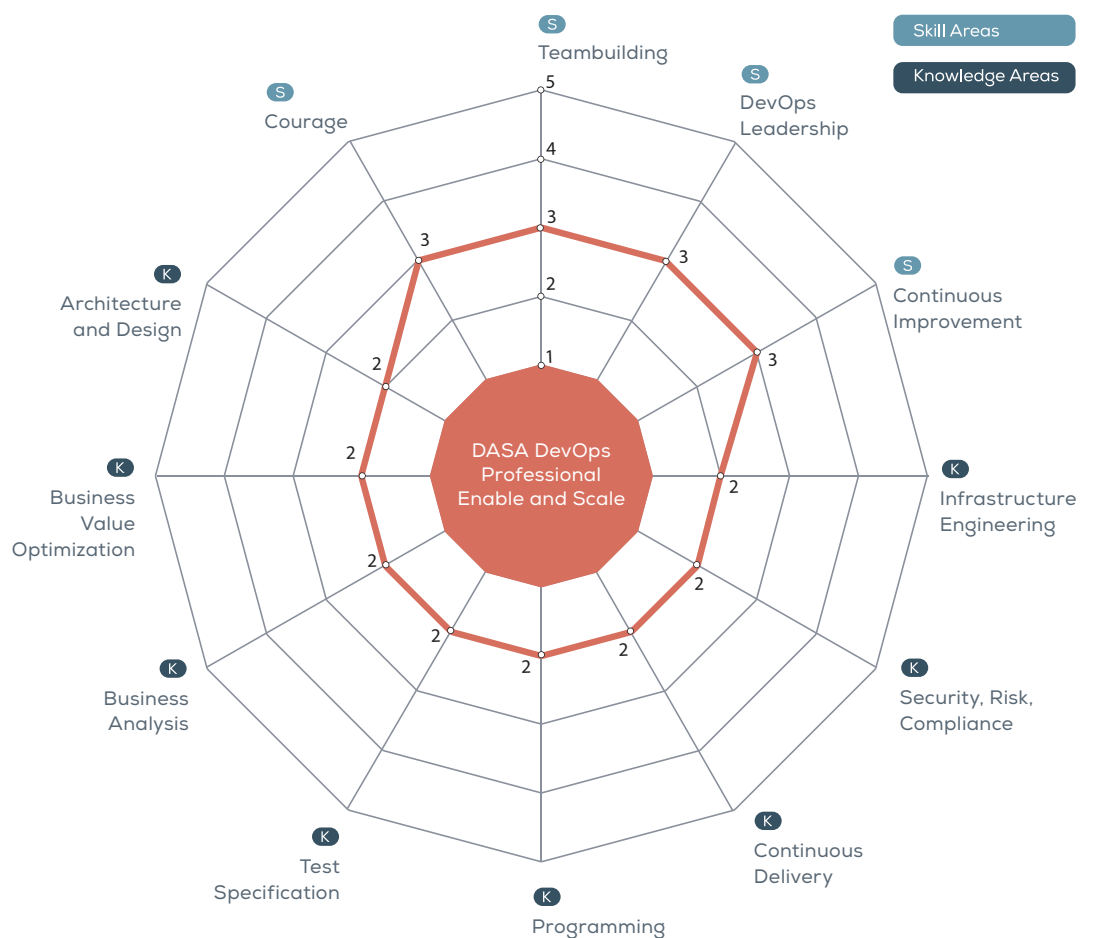 S
Teambuilding
Skill Areas
Knowledge Areas
S
DevOps
Leadership
S
Courage
5
4
3
3
3
2
1
S
Continuous
Improvement
3
K
Architecture
and Design
2
DASA DevOps
Professional
Enable and Scale
K
Business
Value
Optimization
2
K
Infrastructure
Engineering
2
2
2
K
Business
Analysis
2
2
2
K
Security, Risk,
Compliance
K
Test
Specification
K
Continuous
Delivery
K
Programming